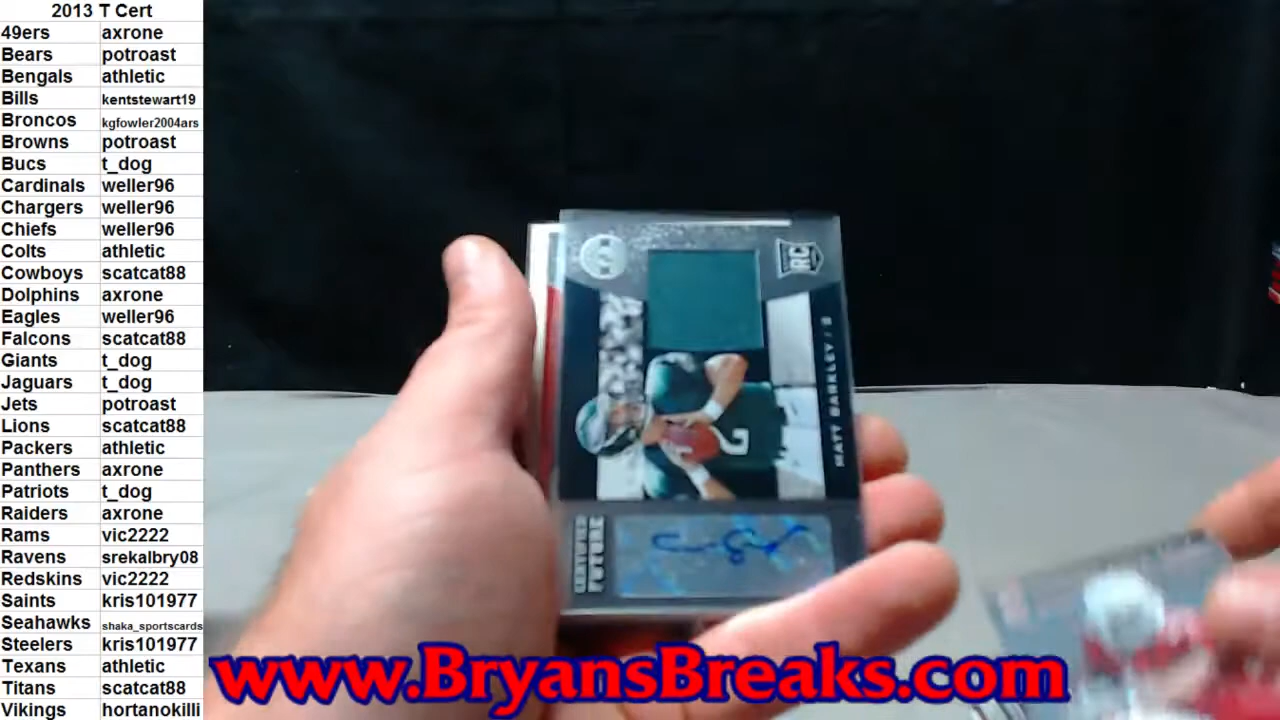 2013 T Cert
49ers axrone
Bears potroast
Bengals athletic
Bills kentstewart19
Broncos kgfowler2004ars
Browns potroast
Bucs t_dog
Cardinals weller96
Chargers weller96
Chiefs weller96
Colts athletic
Cowboys scatcat88
Dolphins axrone
Eagles weller96
Falcons scatcat88
Giants t_dog
Jaguars t_dog
Jets potroast
Lions scatcat88
Packers athletic
Panthers axrone
Patriots t_dog
Raiders axrone
Rams vic2222
Ravens srekalbry08
Redskins vic2222
Saints kris101977
Seahawks shaka_sportscards
Steelers kris101977
Texans athletic
Titans scatcat88
Vikings hortanokilli
RC
MATT BARKLEY / 2
2
CERTIFIED
FUTURE
www.BryansBreaks.com